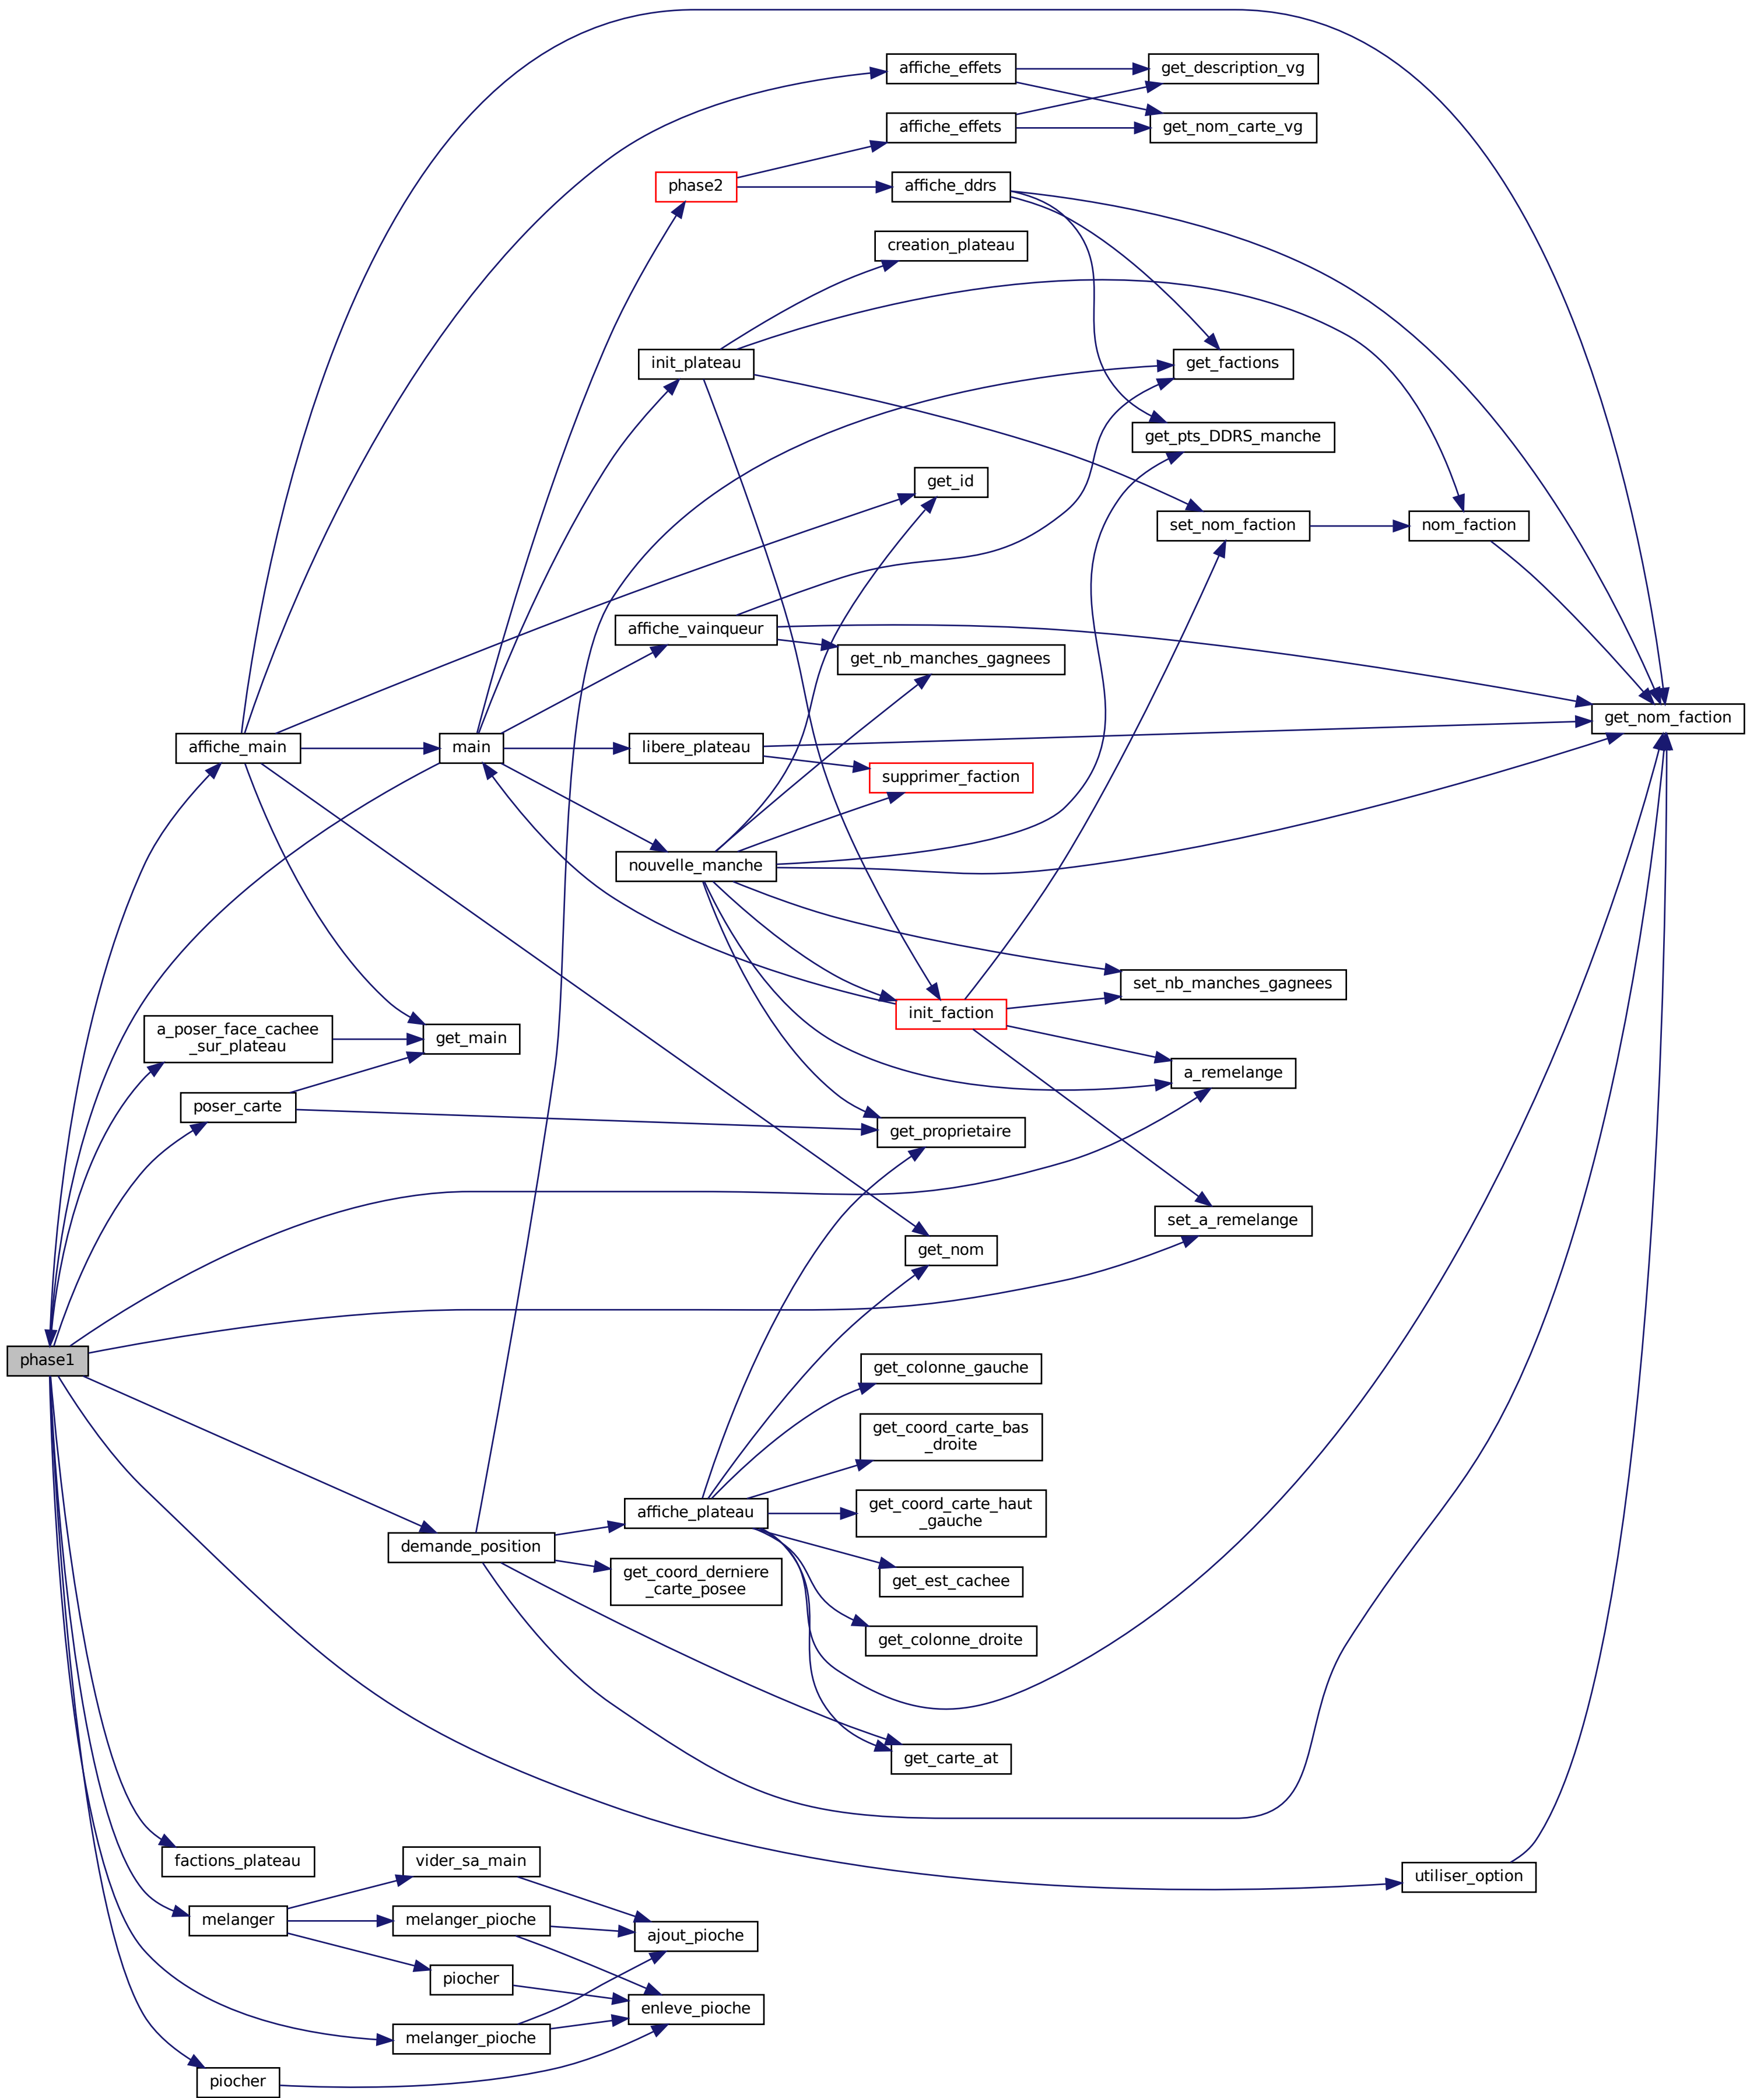 affiche_effets
get_description_vg
affiche_effets
get_nom_carte_vg
phase2
affiche_ddrs
creation_plateau
init_plateau
get_factions
get_pts_DDRS_manche
get_id
set_nom_faction
nom_faction
affiche_vainqueur
get_nb_manches_gagnees
get_nom_faction
affiche_main
main
libere_plateau
supprimer_faction
nouvelle_manche
set_nb_manches_gagnees
init_faction
a_poser_face_cachee
_sur_plateau
get_main
a_remelange
poser_carte
get_proprietaire
set_a_remelange
get_nom
phase1
get_colonne_gauche
get_coord_carte_bas
_droite
affiche_plateau
get_coord_carte_haut
_gauche
demande_position
get_coord_derniere
_carte_posee
get_est_cachee
get_colonne_droite
get_carte_at
factions_plateau
vider_sa_main
utiliser_option
melanger
melanger_pioche
ajout_pioche
piocher
enleve_pioche
melanger_pioche
piocher